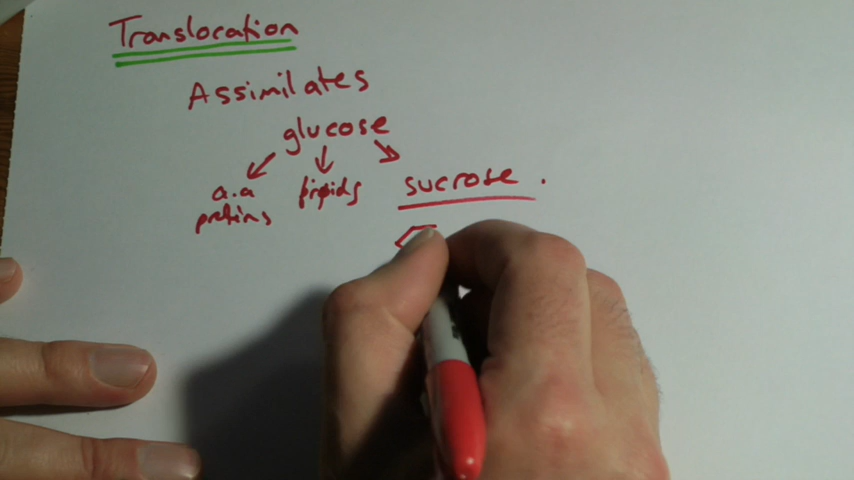 Translocation
Assimilates
glucose
a.a lipids sucrose.
proteins